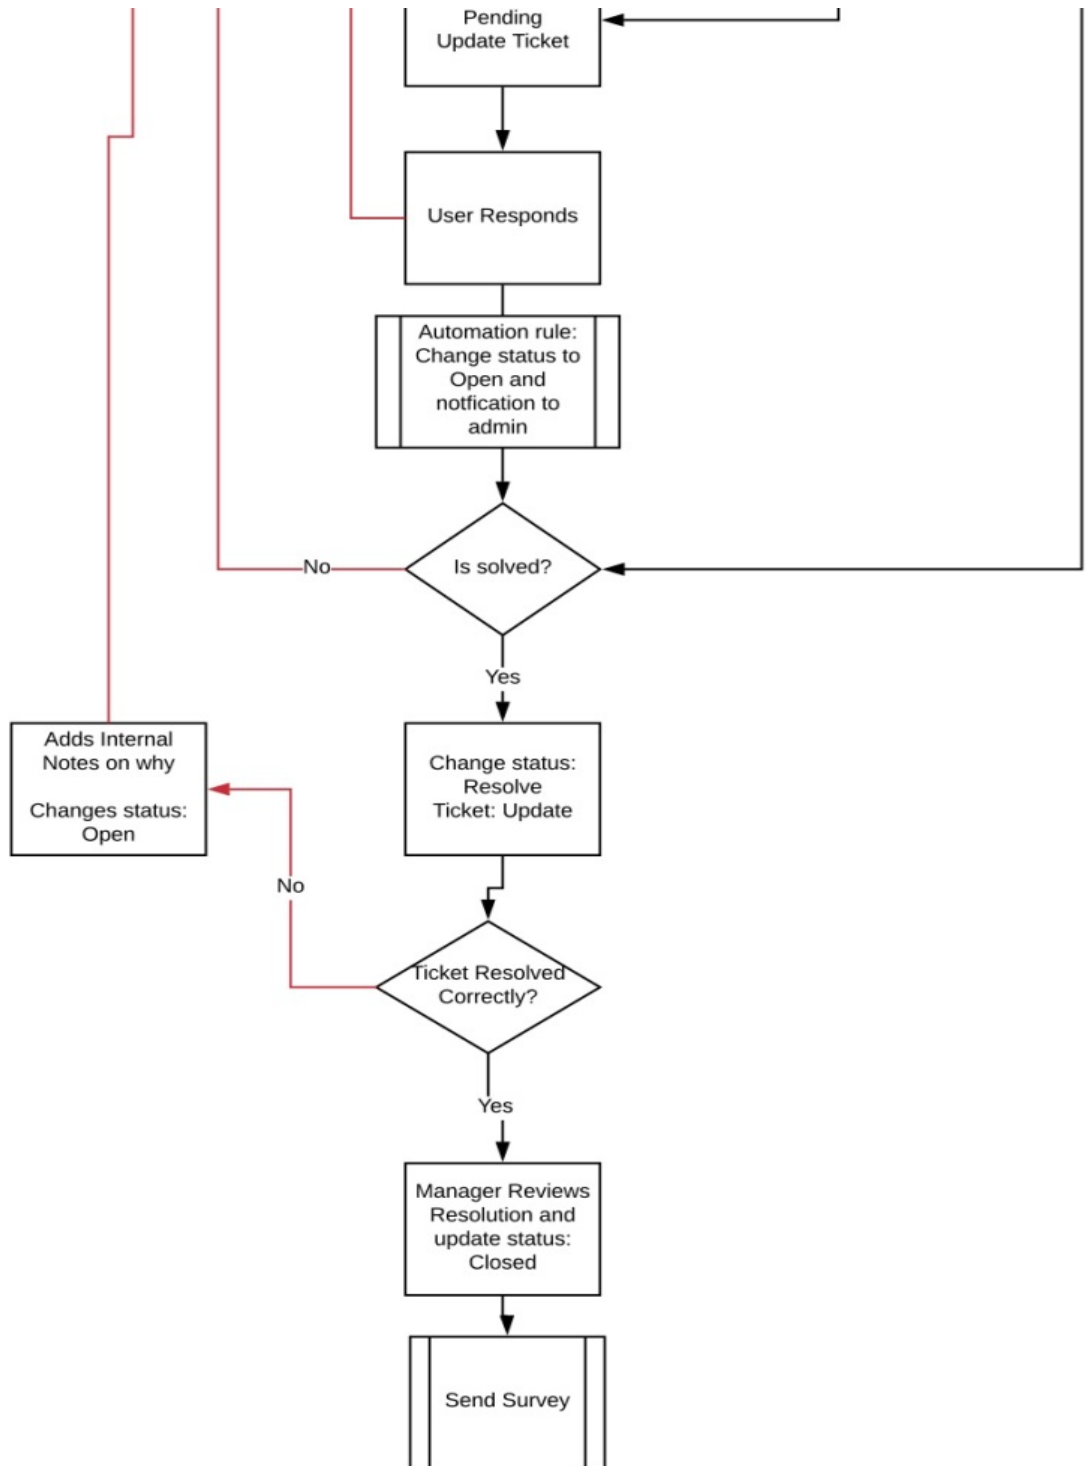 Pending
Update Ticket
User Responds
Automation rule:
Change status to
Open and
notfication to
admin
No
Is solved?
Yes
Adds Internal
Notes on why
Changes status:
Open
Change status:
Resolve
Ticket: Update
No
Ticket Resolved
Correctly?
Yes
Manager Reviews
Resolution and
update status:
Closed
Send Survey